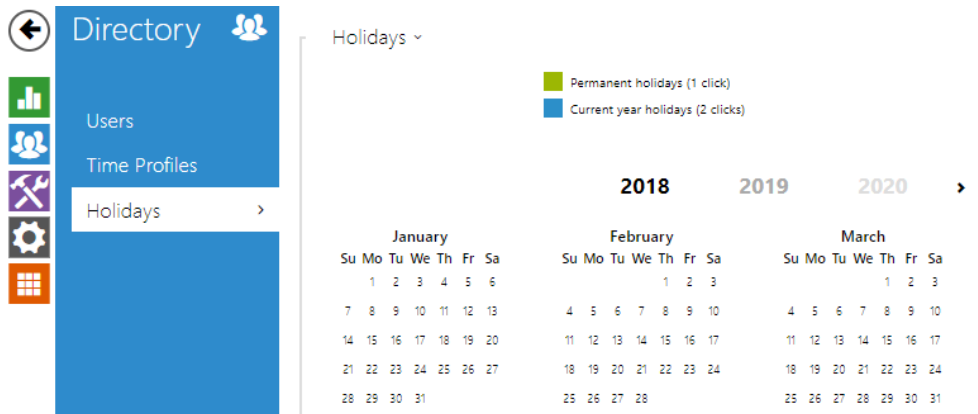 Directory
Users
Time Profiles
Holidays
Holidays
Permanent holidays (1 click)
Current year holidays (2 clicks)
2018 2019 2020
January
Su Mo Tu We Th Fr Sa
1 2 3 4 5 6
7 8 9 10 11 12 13
14 15 16 17 18 19 20
21 22 23 24 25 26 27
28 29 30 31
February
Su Mo Tu We Th Fr Sa
1 2 3
4 5 6 7 8 9 10
11 12 13 14 15 16 17
18 19 20 21 22 23 24
25 26 27 28
March
Su Mo Tu We Th Fr Sa
1 2 3
4 5 6 7 8 9 10
11 12 13 14 15 16 17
18 19 20 21 22 23 24
25 26 27 28 29 30 31